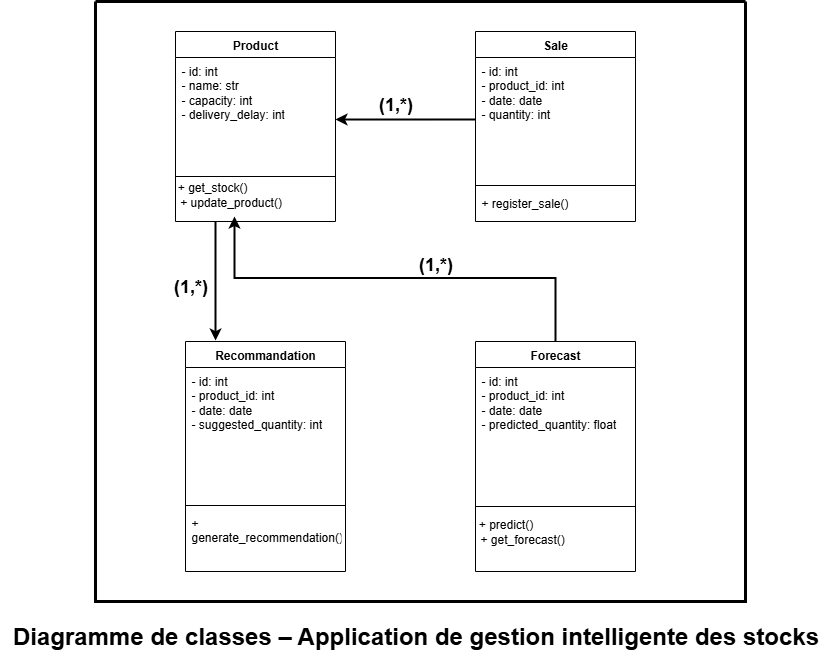 Product
- id: int
- name: str
- capacity: int
- delivery_delay: int
+ get_stock()
+ update_product()
(1,*)
Sale
- id: int
- product_id: int
- date: date
- quantity: int
+ register_sale()
(1,*)
(1,*)
Recommandation
- id: int
- product_id: int
- date: date
- suggested_quantity: int
+
generate_recommendation()
Forecast
- id: int
- product_id: int
- date: date
- predicted_quantity: float
+ predict()
+ get_forecast()
Diagramme de classes – Application de gestion intelligente des stocks